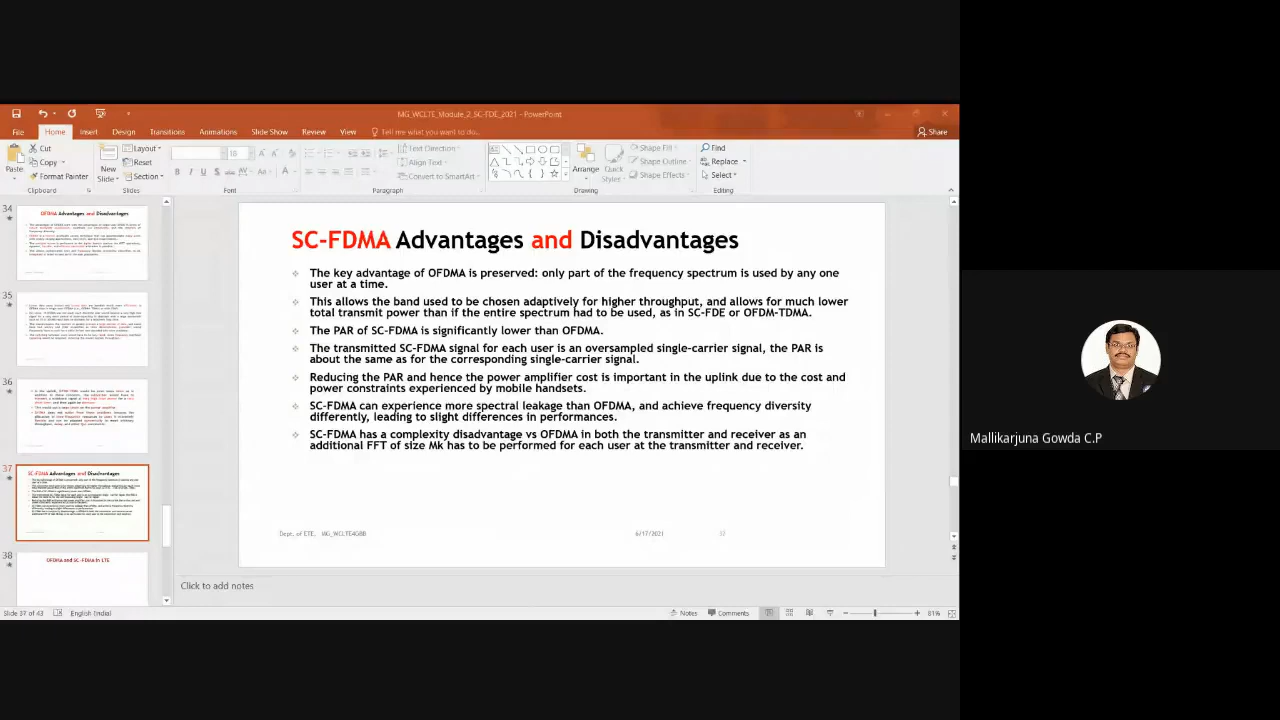 MG_WCLTE_Module_2_SC-FDE_2021 - PowerPoint
File Home Insert Design Transitions Animations Slide Show Review View Tell me what you want to do... Share
Cut Layout Text Direction Shape Fill Find
Paste Copy New Slide Reset 18 Align Text Arrange Quick Styles Shape Outline Replace
Format Painter Section B I U S abc AV Aa A Convert to SmartArt Shape Effects Select
Clipboard Slides Font Paragraph Drawing Editing
34
OFDMA Advantages and Disadvantages
35
36
37
SC-FDMA Advantages and Disadvantages
38
OFDMA and SC-FDMA in LTE
SC-FDMA Advantages and Disadvantages
The key advantage of OFDMA is preserved: only part of the frequency spectrum is used by any one
user at a time.
This allows the band used to be chosen adaptively for higher throughput, and allows for much lower
total transmit power than if the entire spectrum had to be used, as in SC-FDE or OFDM-TDMA.
The PAR of SC-FDMA is significantly lower than OFDMA.
The transmitted SC-FDMA signal for each user is an oversampled single-carrier signal, the PAR is
about the same as for the corresponding single-carrier signal.
Reducing the PAR and hence the power amplifier cost is important in the uplink due to the cost and
power constraints experienced by mobile handsets.
SC-FDMA can experience more spectral leakage than OFDMA, and achieve frequency diversity
differently, leading to slight differences in performances.
SC-FDMA has a complexity disadvantage vs OFDMA in both the transmitter and receiver as an
additional FFT of size Mk has to be performed for each user at the transmitter and receiver.
Dept. of ETE, MG_WCLTE4GBB 6/17/2021 37
Click to add notes
Slide 37 of 43 English (India) Notes Comments 81%
Mallikarjuna Gowda C.P